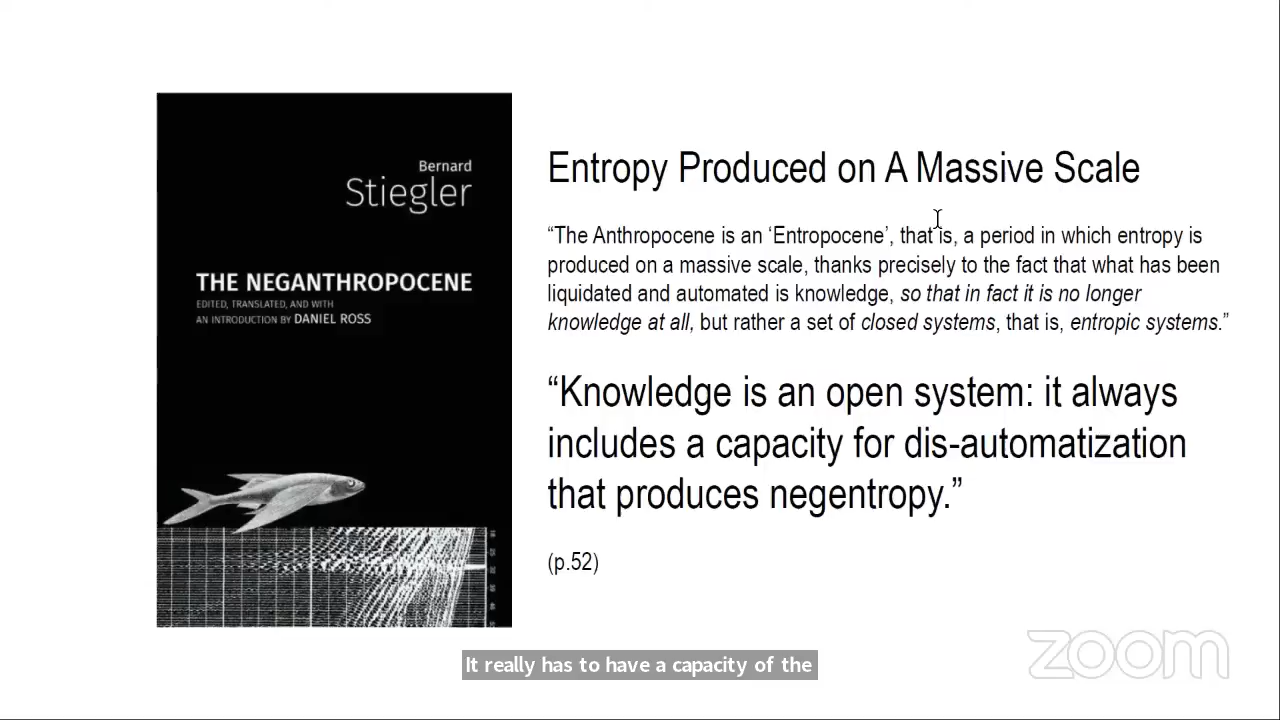 Bernard
Stiegler
THE NEGANTHROPOCENE
EDITED, TRANSLATED, AND WITH
AN INTRODUCTION BY DANIEL ROSS
Entropy Produced on A Massive Scale
“The Anthropocene is an ‘Entropocene’, that is, a period in which entropy is
produced on a massive scale, thanks precisely to the fact that what has been
liquidated and automated is knowledge, so that in fact it is no longer
knowledge at all, but rather a set of closed systems, that is, entropic systems.”
“Knowledge is an open system: it always
includes a capacity for dis-automatization
that produces negentropy.”
(p.52)
It really has to have a capacity of the
zoom